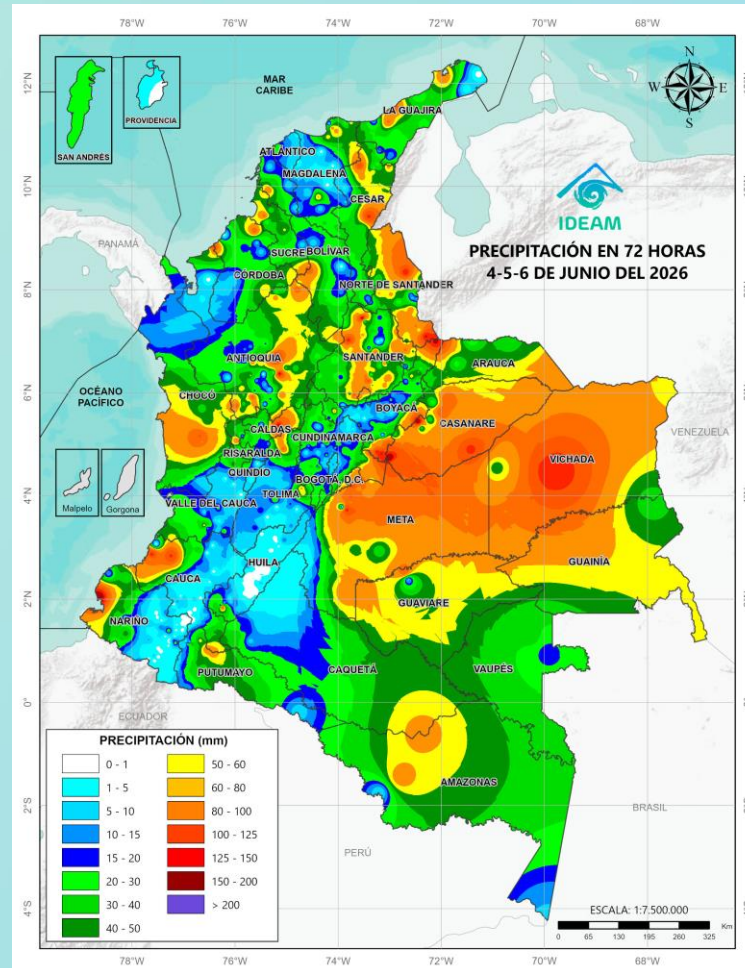 78°W 76°W 74°W 72°W 70°W 68°W
12°N
10°N
8°N
6°N
4°N
2°N
0°
2°S
4°S
SAN ANDRÉS
PROVIDENCIA
MAR
CARIBE
N
W E
S
IDEAM
PRECIPITACIÓN EN 72 HORAS
4-5-6 DE JUNIO DEL 2026
LA GUAJIRA
ATLÁNTICO
MAGDALENA
CESAR
PANAMÁ
SUCRE
BOLÍVAR
CÓRDOBA
NORTE DE SANTANDER
ANTIOQUIA
SANTANDER
ARAUCA
OCÉANO
PACÍFICO
CHOCÓ
BOYACÁ
CASANARE
CALDAS
CUNDINAMARCA
VENEZUELA
RISARALDA
VICHADA
QUINDÍO
BOGOTÁ, D.C.
Malpelo
Gorgona
VALLE DEL CAUCA
TOLIMA
META
HUILA
GUAINÍA
CAUCA
GUAVIARE
NARIÑO
PUTUMAYO
CAQUETÁ
VAUPÉS
ECUADOR
AMAZONAS
BRASIL
PERÚ
PRECIPITACIÓN (mm)
0 - 1
1 - 5
5 - 10
10 - 15
15 - 20
20 - 30
30 - 40
40 - 50
50 - 60
60 - 80
80 - 100
100 - 125
125 - 150
150 - 200
> 200
ESCALA: 1:7.500.000
0 65 130 195 260 325 Km
78°W 76°W 74°W 72°W 70°W 68°W